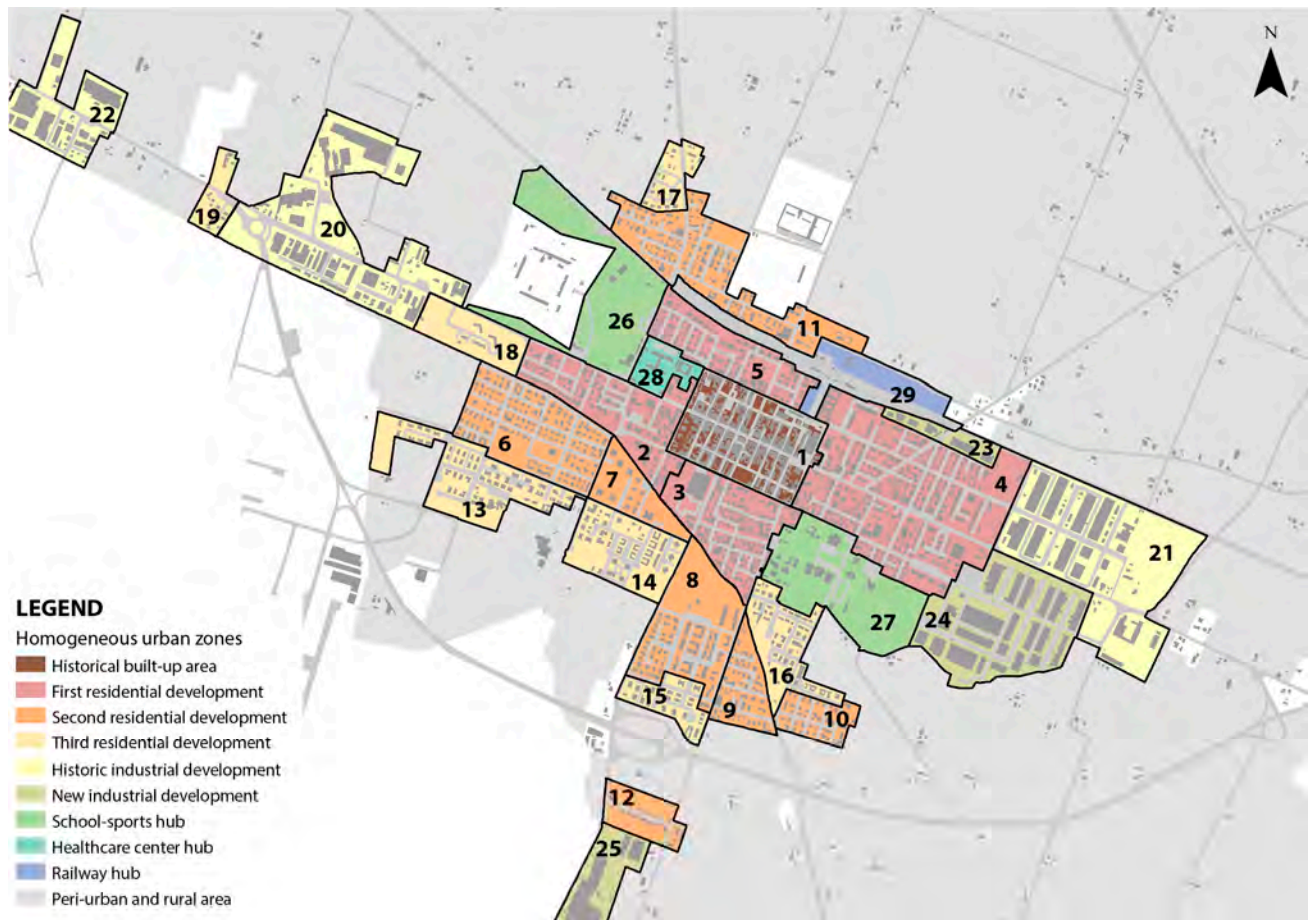 N
22
17
19
20
26
11
18
5
28
29
6
2
1
23
7
3
4
13
21
14
8
24
27
16
15
9
10
12
25
LEGEND
Homogeneous urban zones
Historical built-up area
First residential development
Second residential development
Third residential development
Historic industrial development
New industrial development
School-sports hub
Healthcare center hub
Railway hub
Peri-urban and rural area